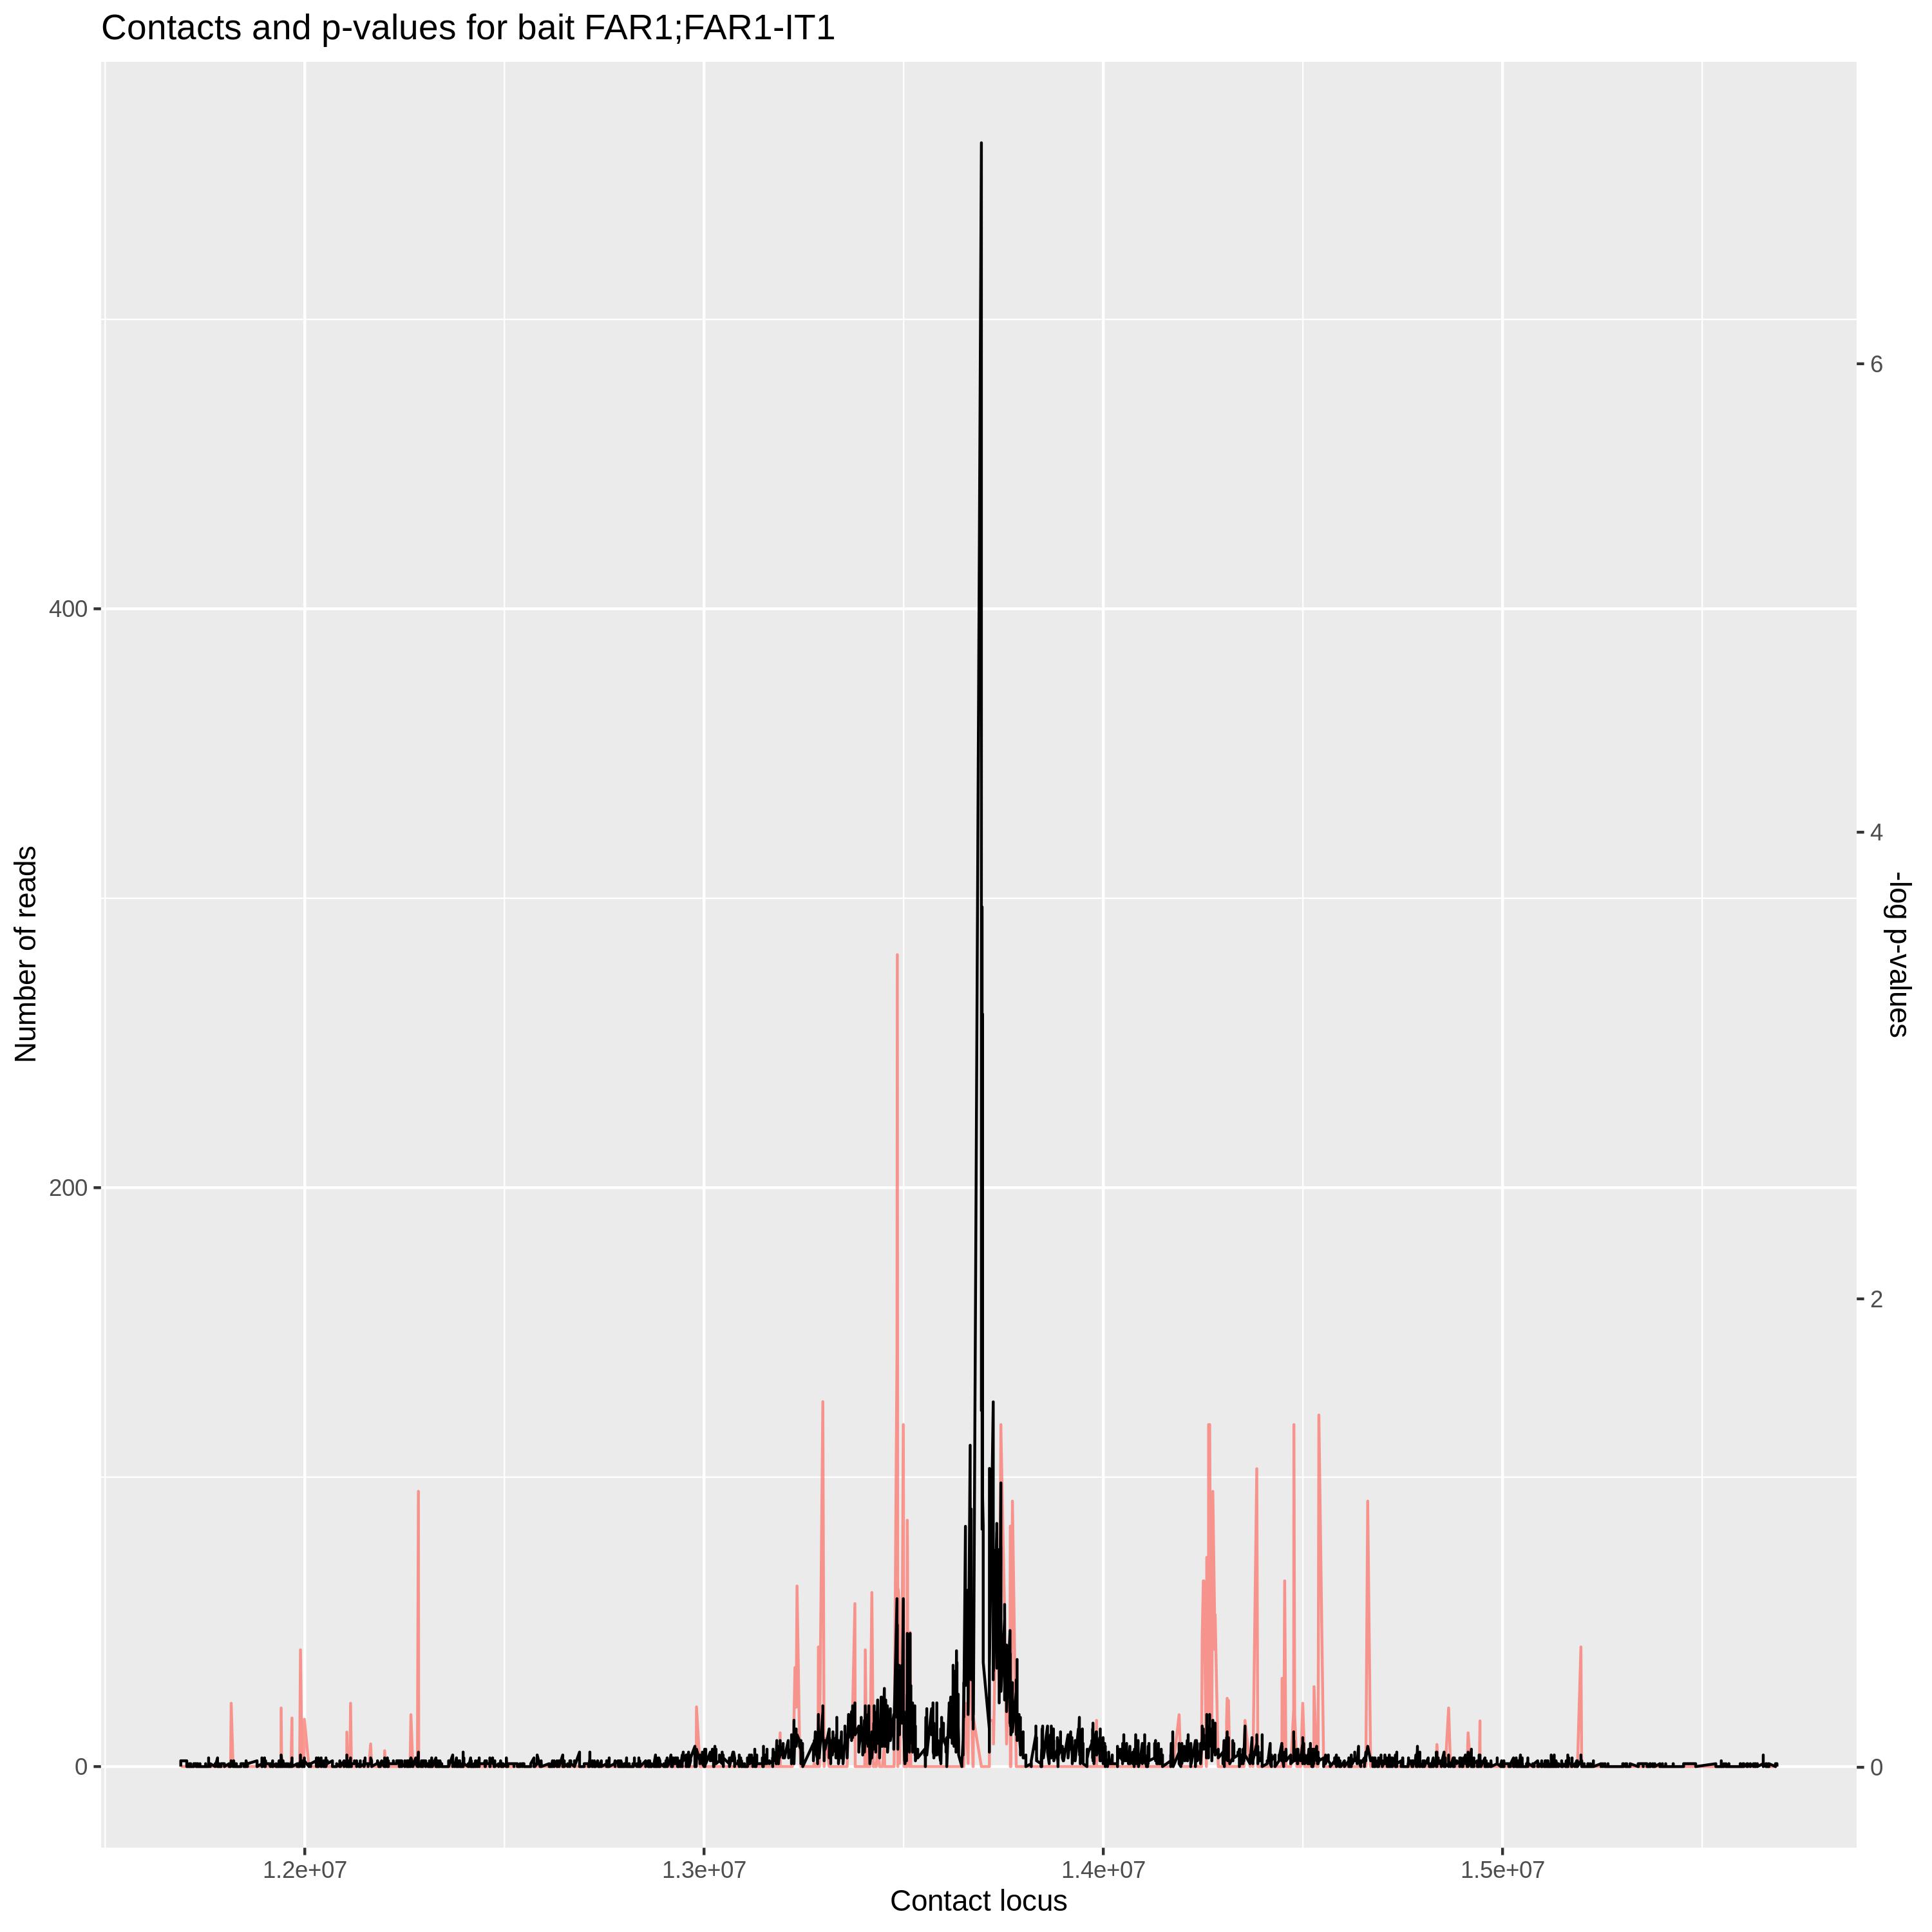 Contacts and p-values for bait FAR1;FAR1-IT1
Number of reads
400
200
0
6
4
2
0
-log p-values
1.2e+07
1.3e+07
1.4e+07
1.5e+07
Contact locus